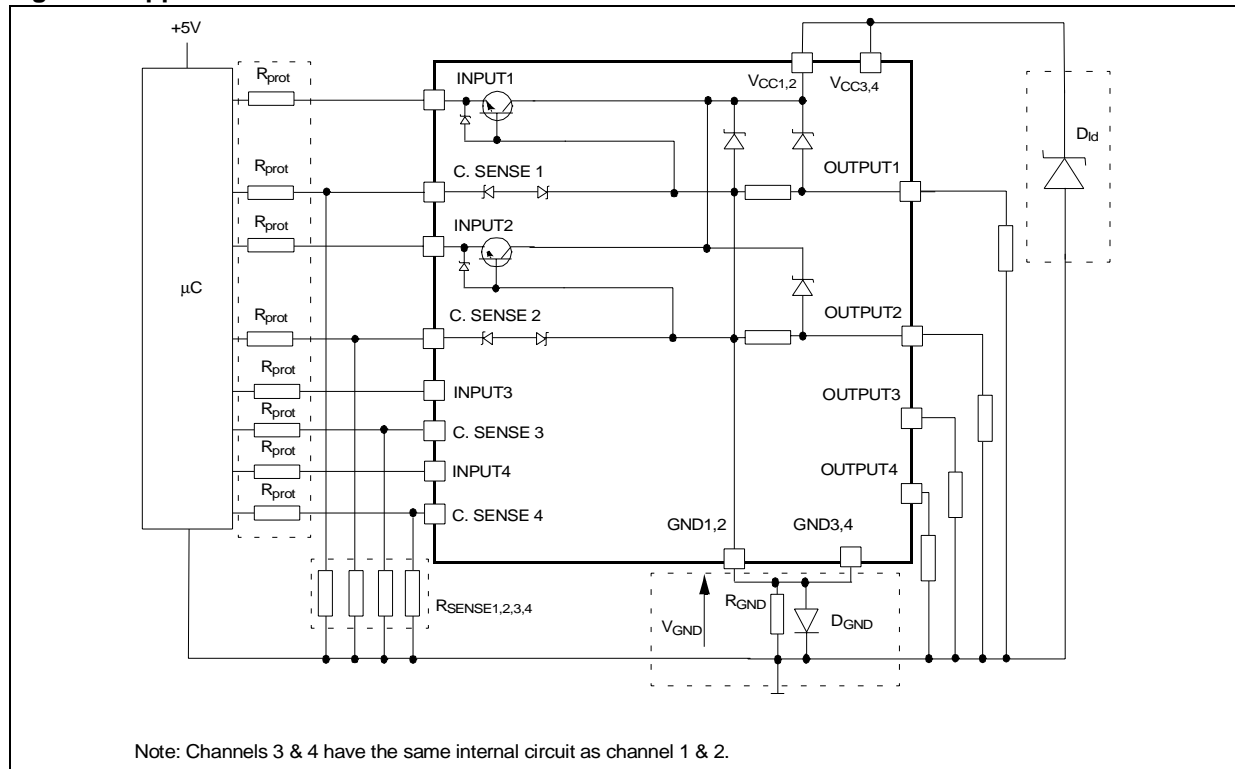 +5V
Rprot
INPUT1
VCC1,2
VCC3,4
Dld
Rprot
C. SENSE 1
OUTPUT1
Rprot
INPUT2
μC
Rprot
C. SENSE 2
OUTPUT2
Rprot
INPUT3
OUTPUT3
Rprot
C. SENSE 3
Rprot
INPUT4
OUTPUT4
Rprot
C. SENSE 4
GND1,2
GND3,4
RSENSE1,2,3,4
RGND
VGND
DGND
Note: Channels 3 & 4 have the same internal circuit as channel 1 & 2.